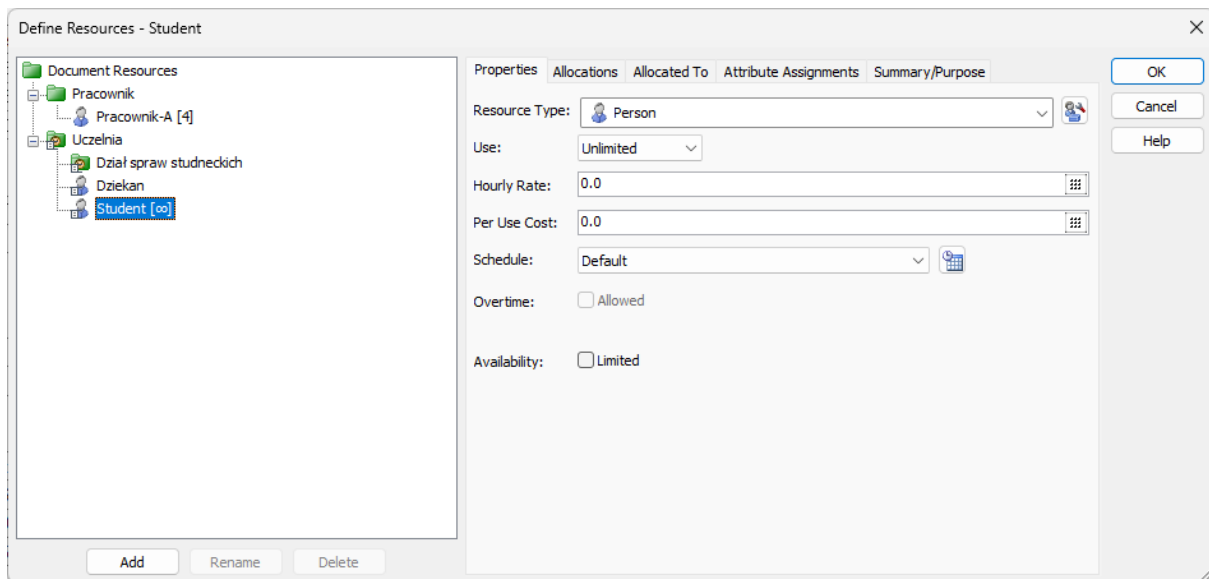 Define Resources - Student
Document Resources
Pracownik
Pracownik-A [4]
Uczelnia
Dział spraw studneckich
Dziekan
Student [∞]
Add Rename Delete
Properties Allocations Allocated To Attribute Assignments Summary/Purpose
Resource Type: Person
Use: Unlimited
Hourly Rate: 0.0
Per Use Cost: 0.0
Schedule: Default
Overtime: Allowed
Availability: Limited
OK
Cancel
Help